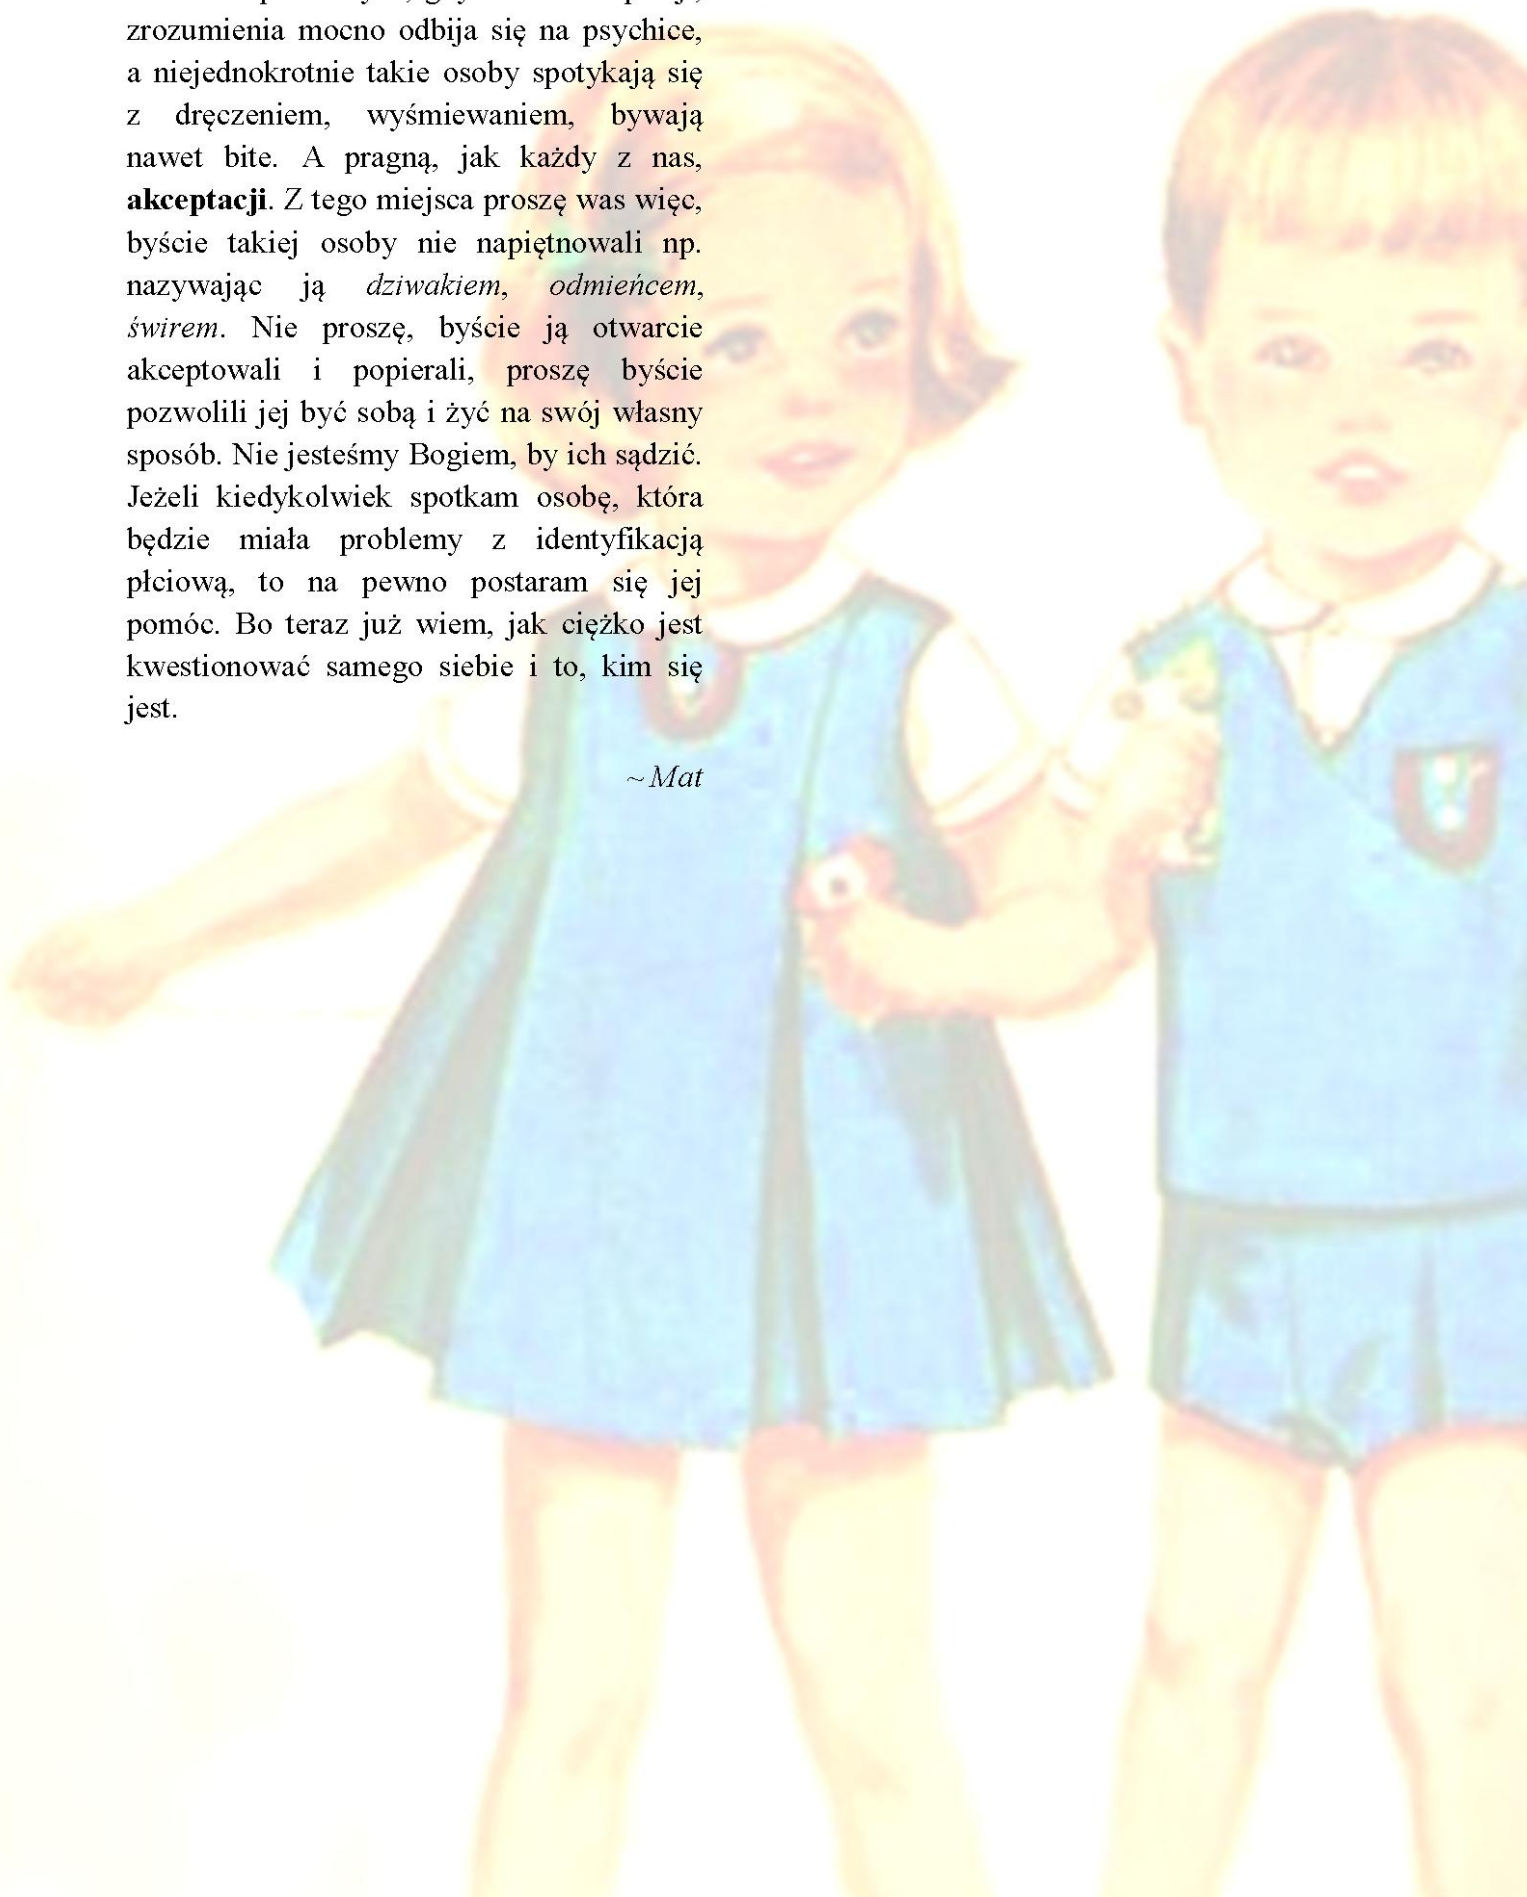 zrozumienia mocno odbija się na psychice,
a niejednokrotnie takie osoby spotykają się
z dręczeniem, wyśmiewaniem, bywają
nawet bite. A pragną, jak każdy z nas,
akceptacji. Z tego miejsca proszę was więc,
byście takiej osoby nie napiętnowali np.
nazywając ją dziwakiem, odmieńcem,
świrem. Nie proszę, byście ją otwarcie
akceptowali i popierali, proszę byście
pozwolili jej być sobą i żyć na swój własny
sposób. Nie jesteśmy Bogiem, by ich sądzić.
Jeżeli kiedykolwiek spotkam osobę, która
będzie miała problemy z identyfikacją
płciową, to na pewno postaram się jej
pomóc. Bo teraz już wiem, jak ciężko jest
kwestionować samego siebie i to, kim się
jest.
~ Mat